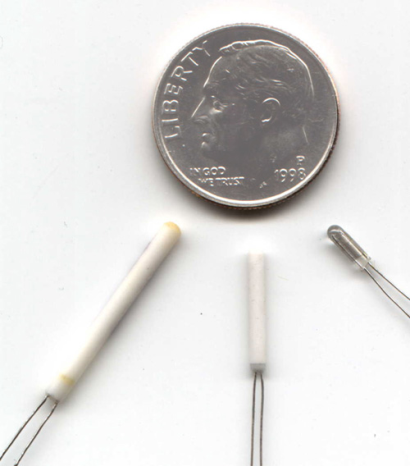 LIBERTY
IN GOD
WE TRUST
P
1998